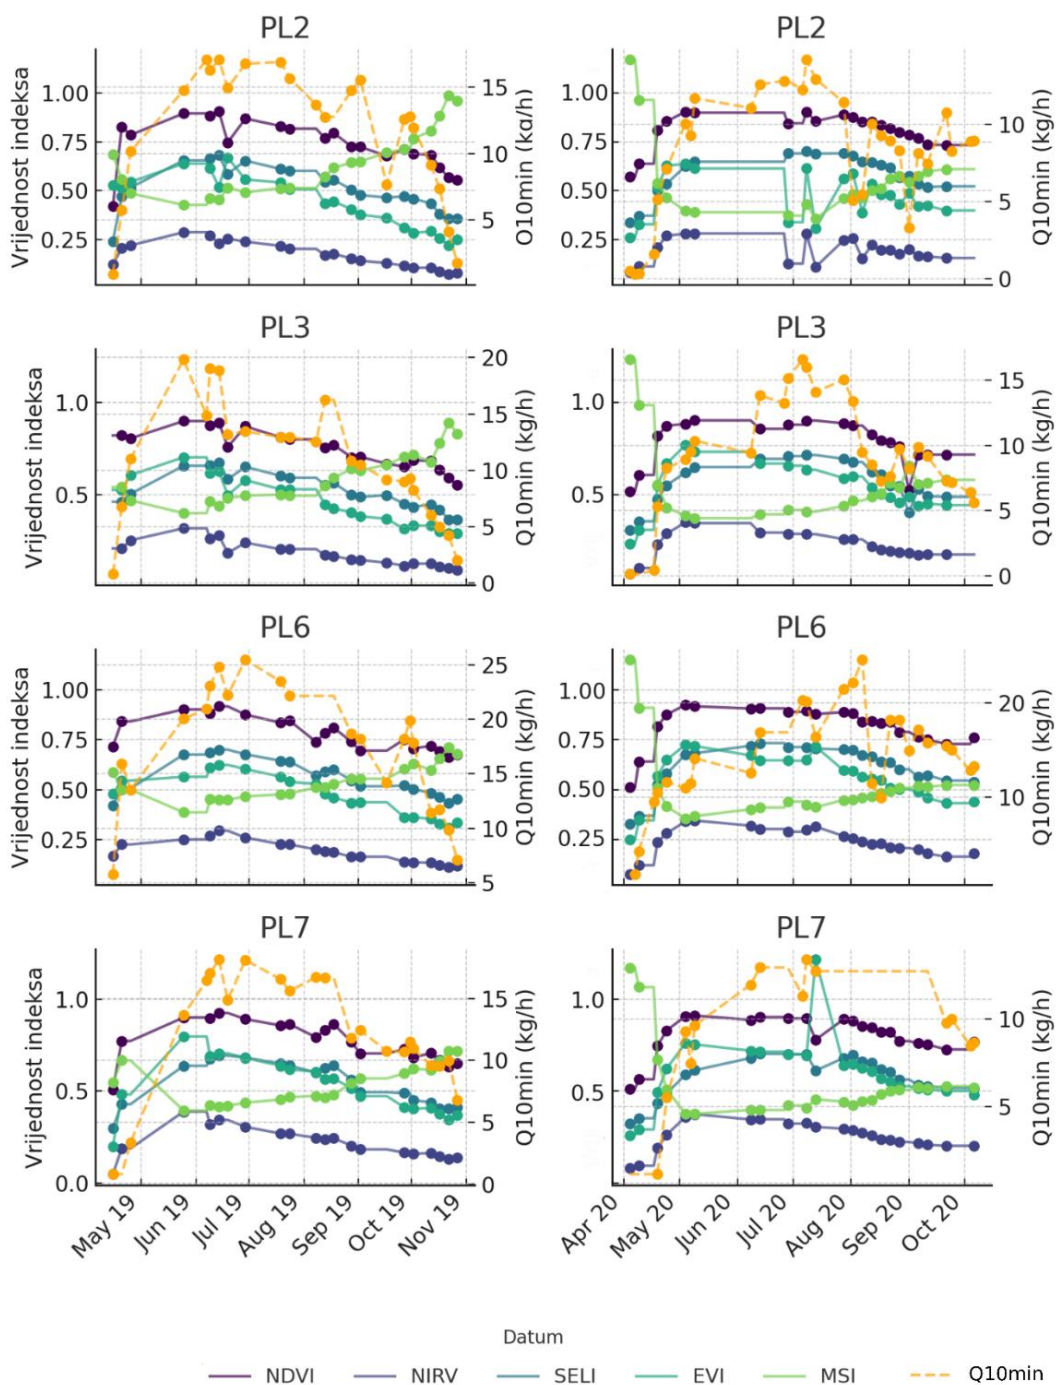 PL2
Vrijednost indeksa
1.00
0.75
0.50
0.25
15
10
5
O10min (ka/h)
PL2
1.00
0.75
0.50
0.25
10
5
0
Q10min (kg/h)
PL3
Vrijednost indeksa
1.0
0.5
20
15
10
5
0
Q10min (kg/h)
PL3
1.0
0.5
15
10
5
0
Q10min (kg/h)
PL6
Vrijednost indeksa
1.00
0.75
0.50
0.25
25
20
15
10
5
Q10min (kg/h)
PL6
1.00
0.75
0.50
0.25
20
10
Q10min (kg/h)
PL7
Vrijednost indeksa
1.0
0.5
0.0
15
10
5
0
Q10min (kg/h)
May 19
Jun 19
Jul 19
Aug 19
Sep 19
Oct 19
Nov 19
PL7
1.0
0.5
10
5
Q10min (kg/h)
Apr 20
May 20
Jun 20
Jul 20
Aug 20
Sep 20
Oct 20
Datum
NDVI NIRV SELI EVI MSI Q10min